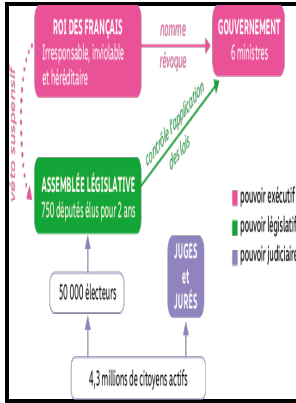 ROI DES FRANÇAIS
Irresponsable, inviolable
et héréditaire
nomme
révoque
GOUVERNEMENT
6 ministres
véto suspensif
contrôle l'application
des lois
ASSEMBLÉE LÉGISLATIVE
750 députés élus pour 2 ans
pouvoir exécutif
pouvoir législatif
pouvoir judiciaire
JUGES
et
JURÉS
50 000 électeurs
4,3 millions de citoyens actifs